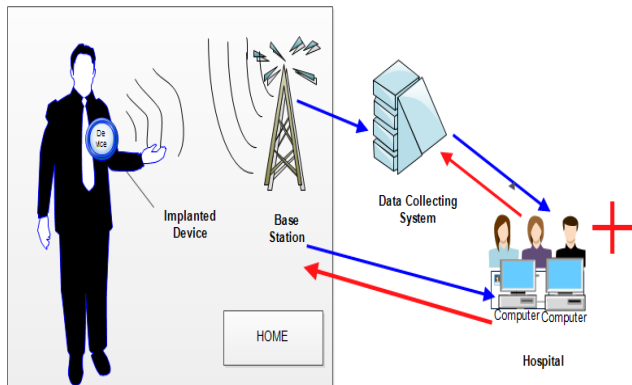 De
vice
Implanted
Device
Base
Station
HOME
Data Collecting
System
Computer Computer
Hospital